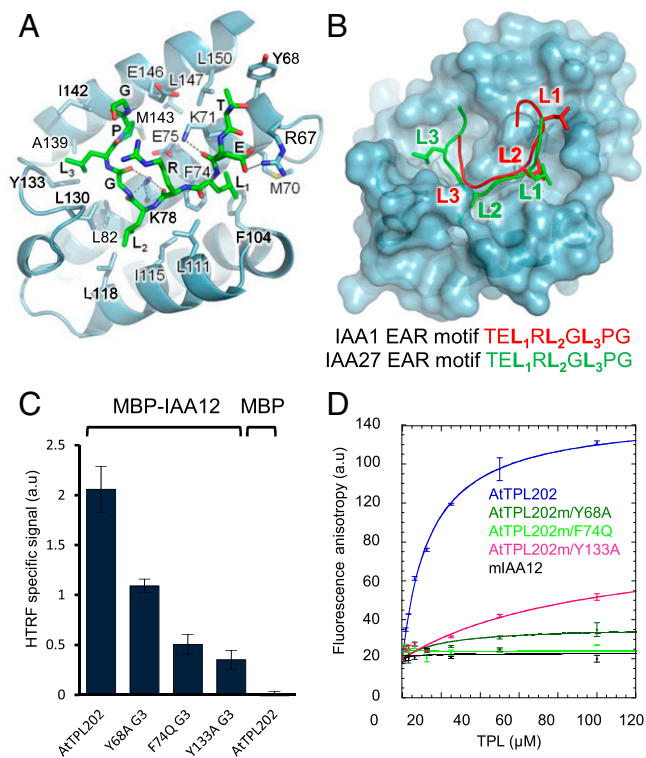 A
L150
Y68
E146
L147
I142
G
T
M143
K71
P
E75
E
R67
A139
R
L₃
F74
M70
Y133
G
L₁
L130
K78
L82
F104
L₂
L111
I115
L118
B
L1
L3
L2
L1
L3
L2
IAA1 EAR motif TEL₁RL₂GL₃PG
IAA27 EAR motif TEL₁RL₂GL₃PG
C
MBP-IAA12 MBP
HTRF specific signal (a.u)
2.5
2
1.5
1
0.5
0
AtTPL202
Y68A G3
F74Q G3
Y133A G3
AtTPL202
D
Fluorescence anisotropy (a.u)
140
100
120
80
60
40
20
0
AtTPL202
AtTPL202m/Y68A
AtTPL202m/F74Q
AtTPL202m/Y133A
mIAA12
0 20 40 60 80 100 120
TPL (µM)